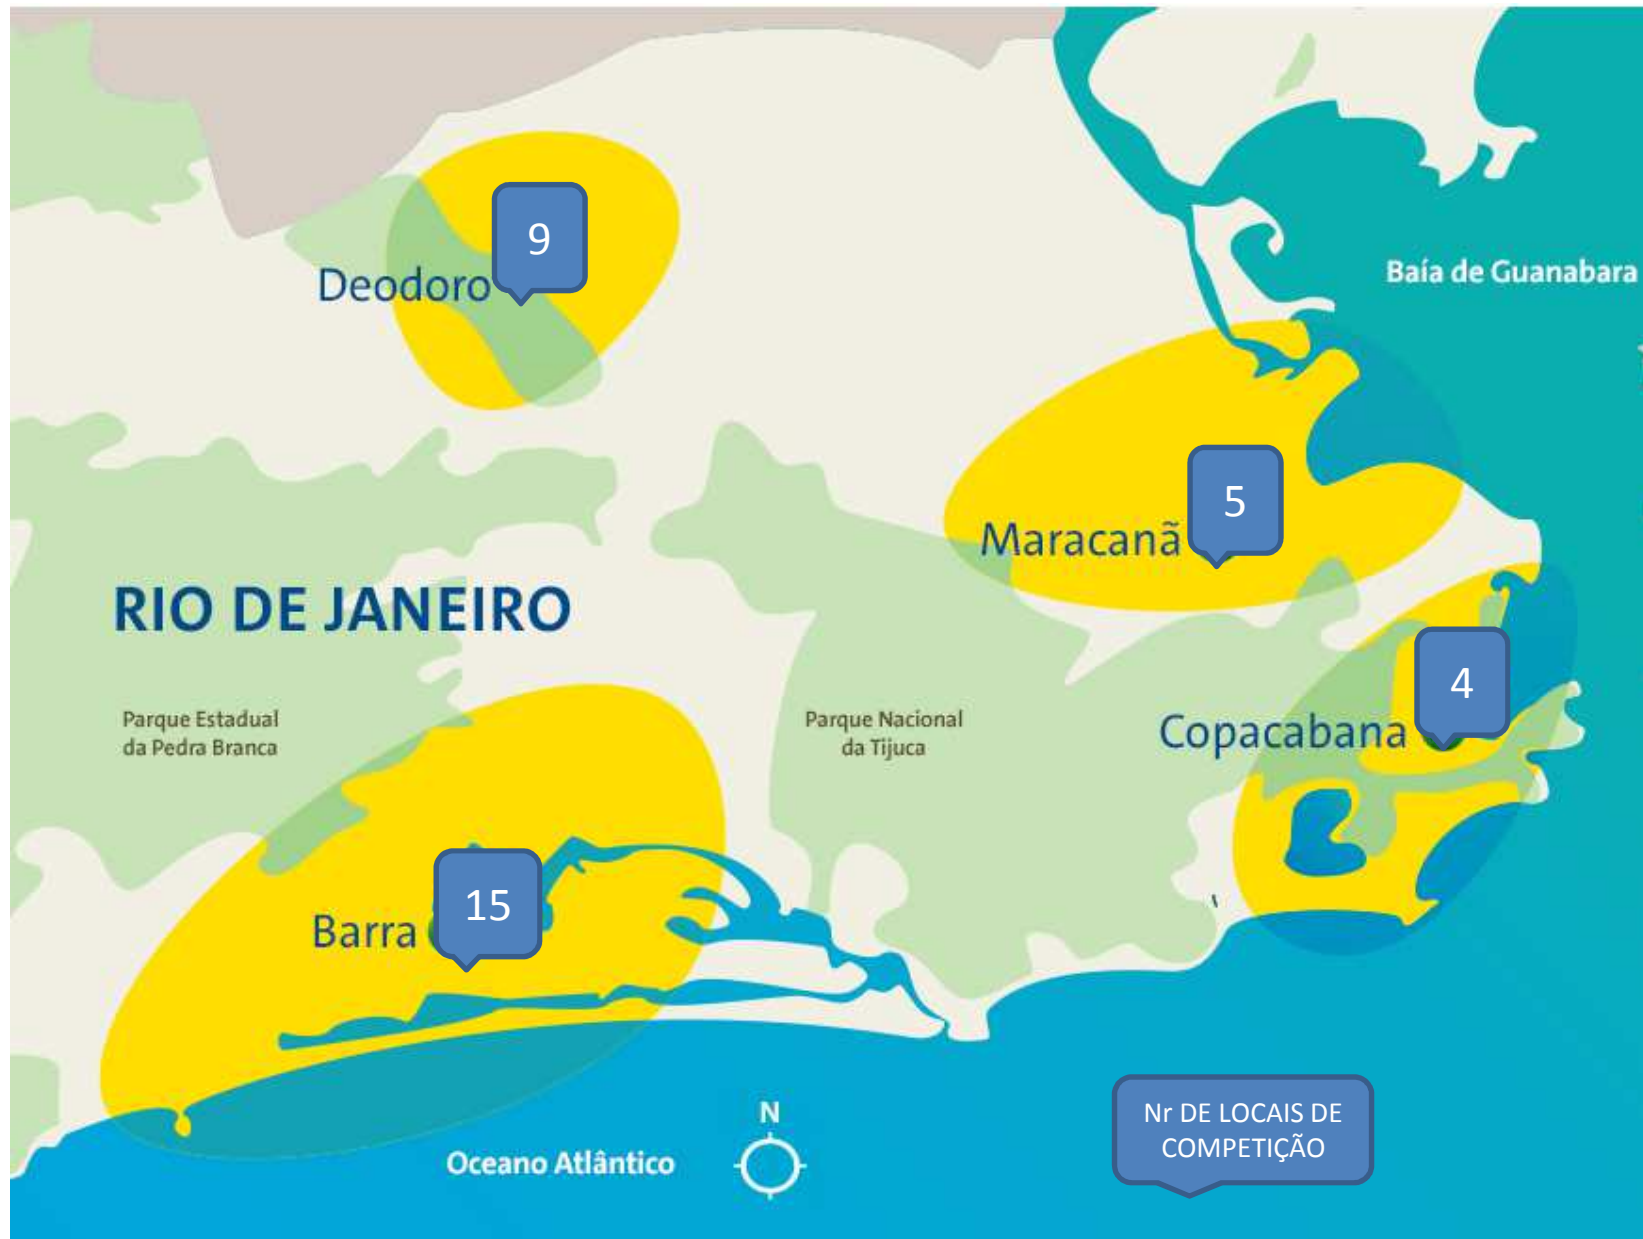 9
Deodoro
Baía de Guanabara
5
Maracanã
RIO DE JANEIRO
4
Parque Estadual
da Pedra Branca
Parque Nacional
da Tijuca
Copacabana
15
Barra
N
Nr DE LOCAIS DE
COMPETIÇÃO
Oceano Atlântico